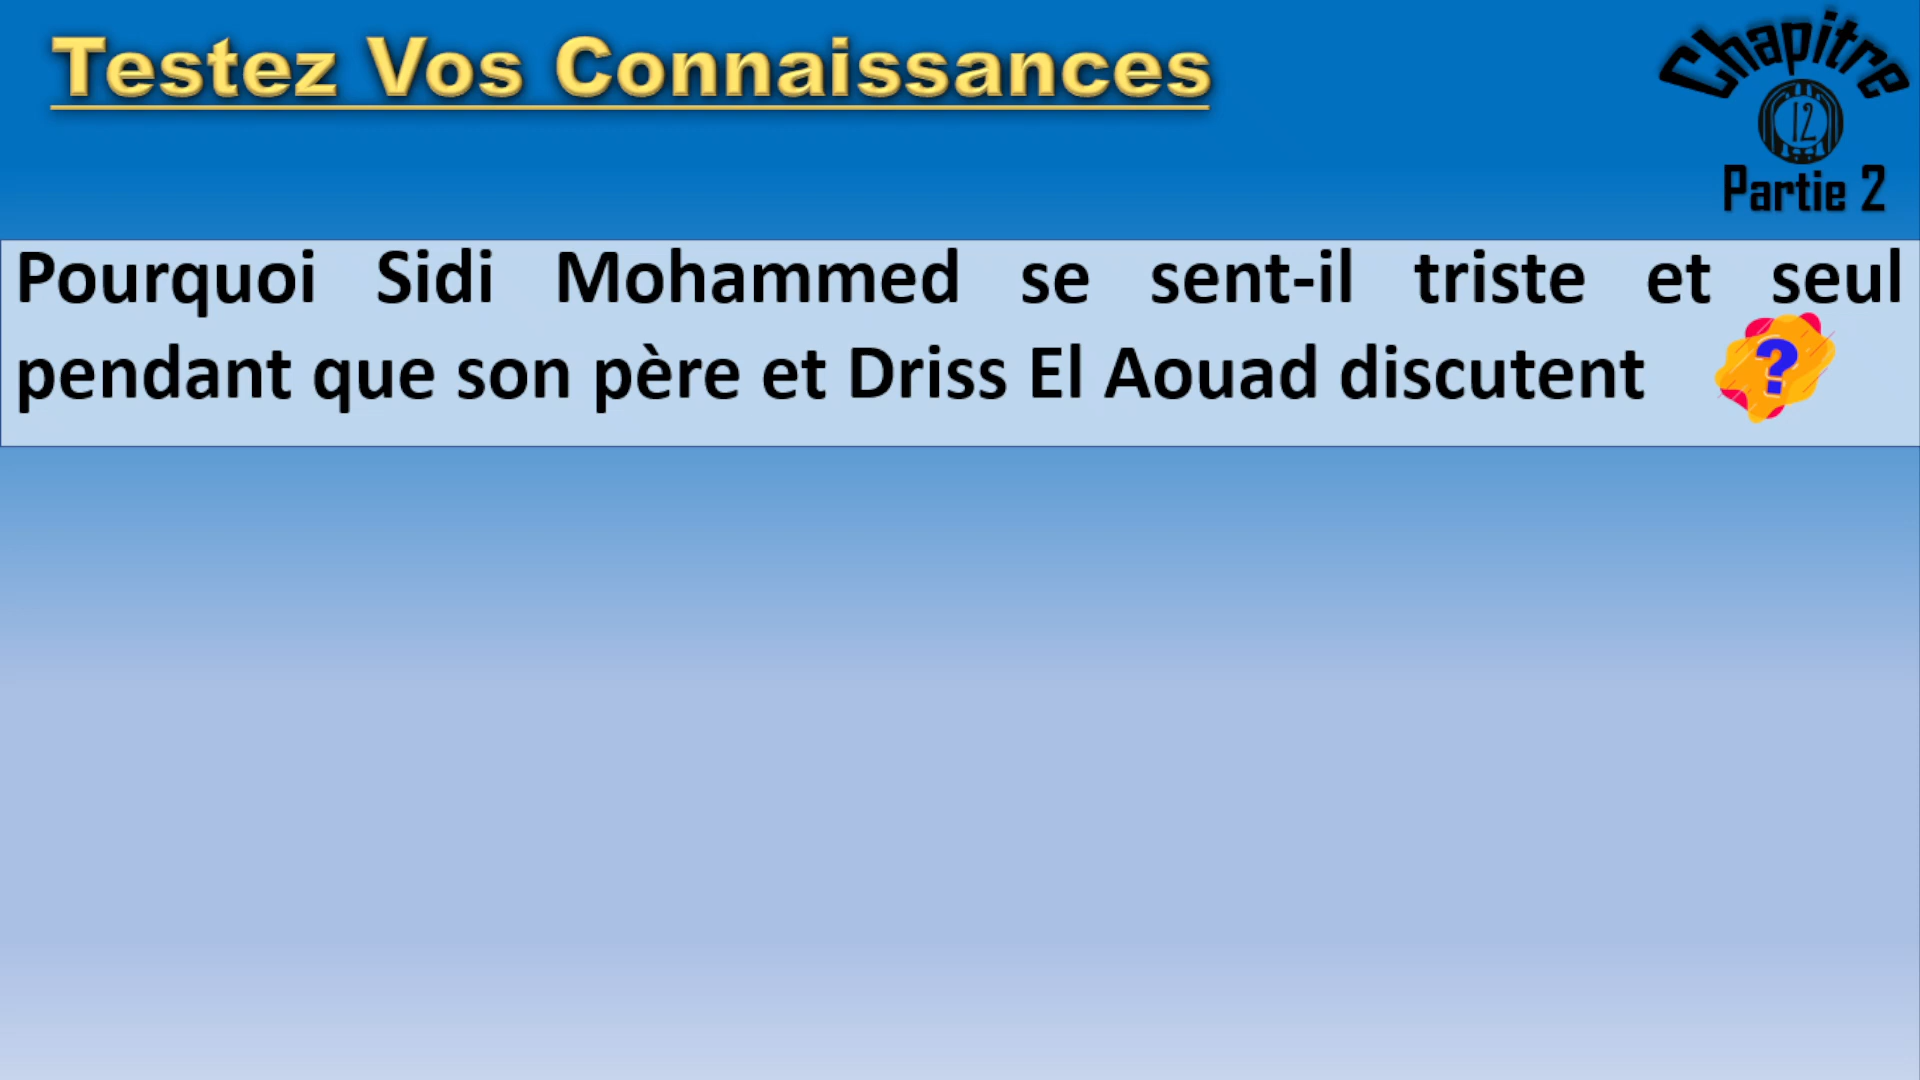 Testez Vos Connaissances
Chapitre
12
Partie 2
Pourquoi Sidi Mohammed se sent-il triste et seul
pendant que son père et Driss El Aouad discutent ?